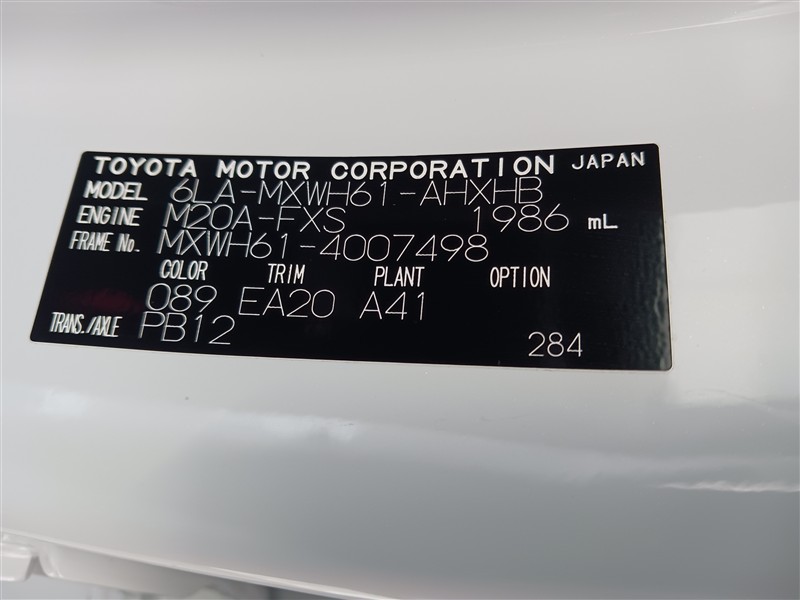 TOYOTA MOTOR CORPORATION JAPAN
MODEL 6LA-MXWH61-AHXHB
ENGINE M20A-FXS 1986 mL
FRAME No. MXWH61-4007498
COLOR TRIM PLANT OPTION
089 EA20 A41
TRANS./AXLE PB12
284